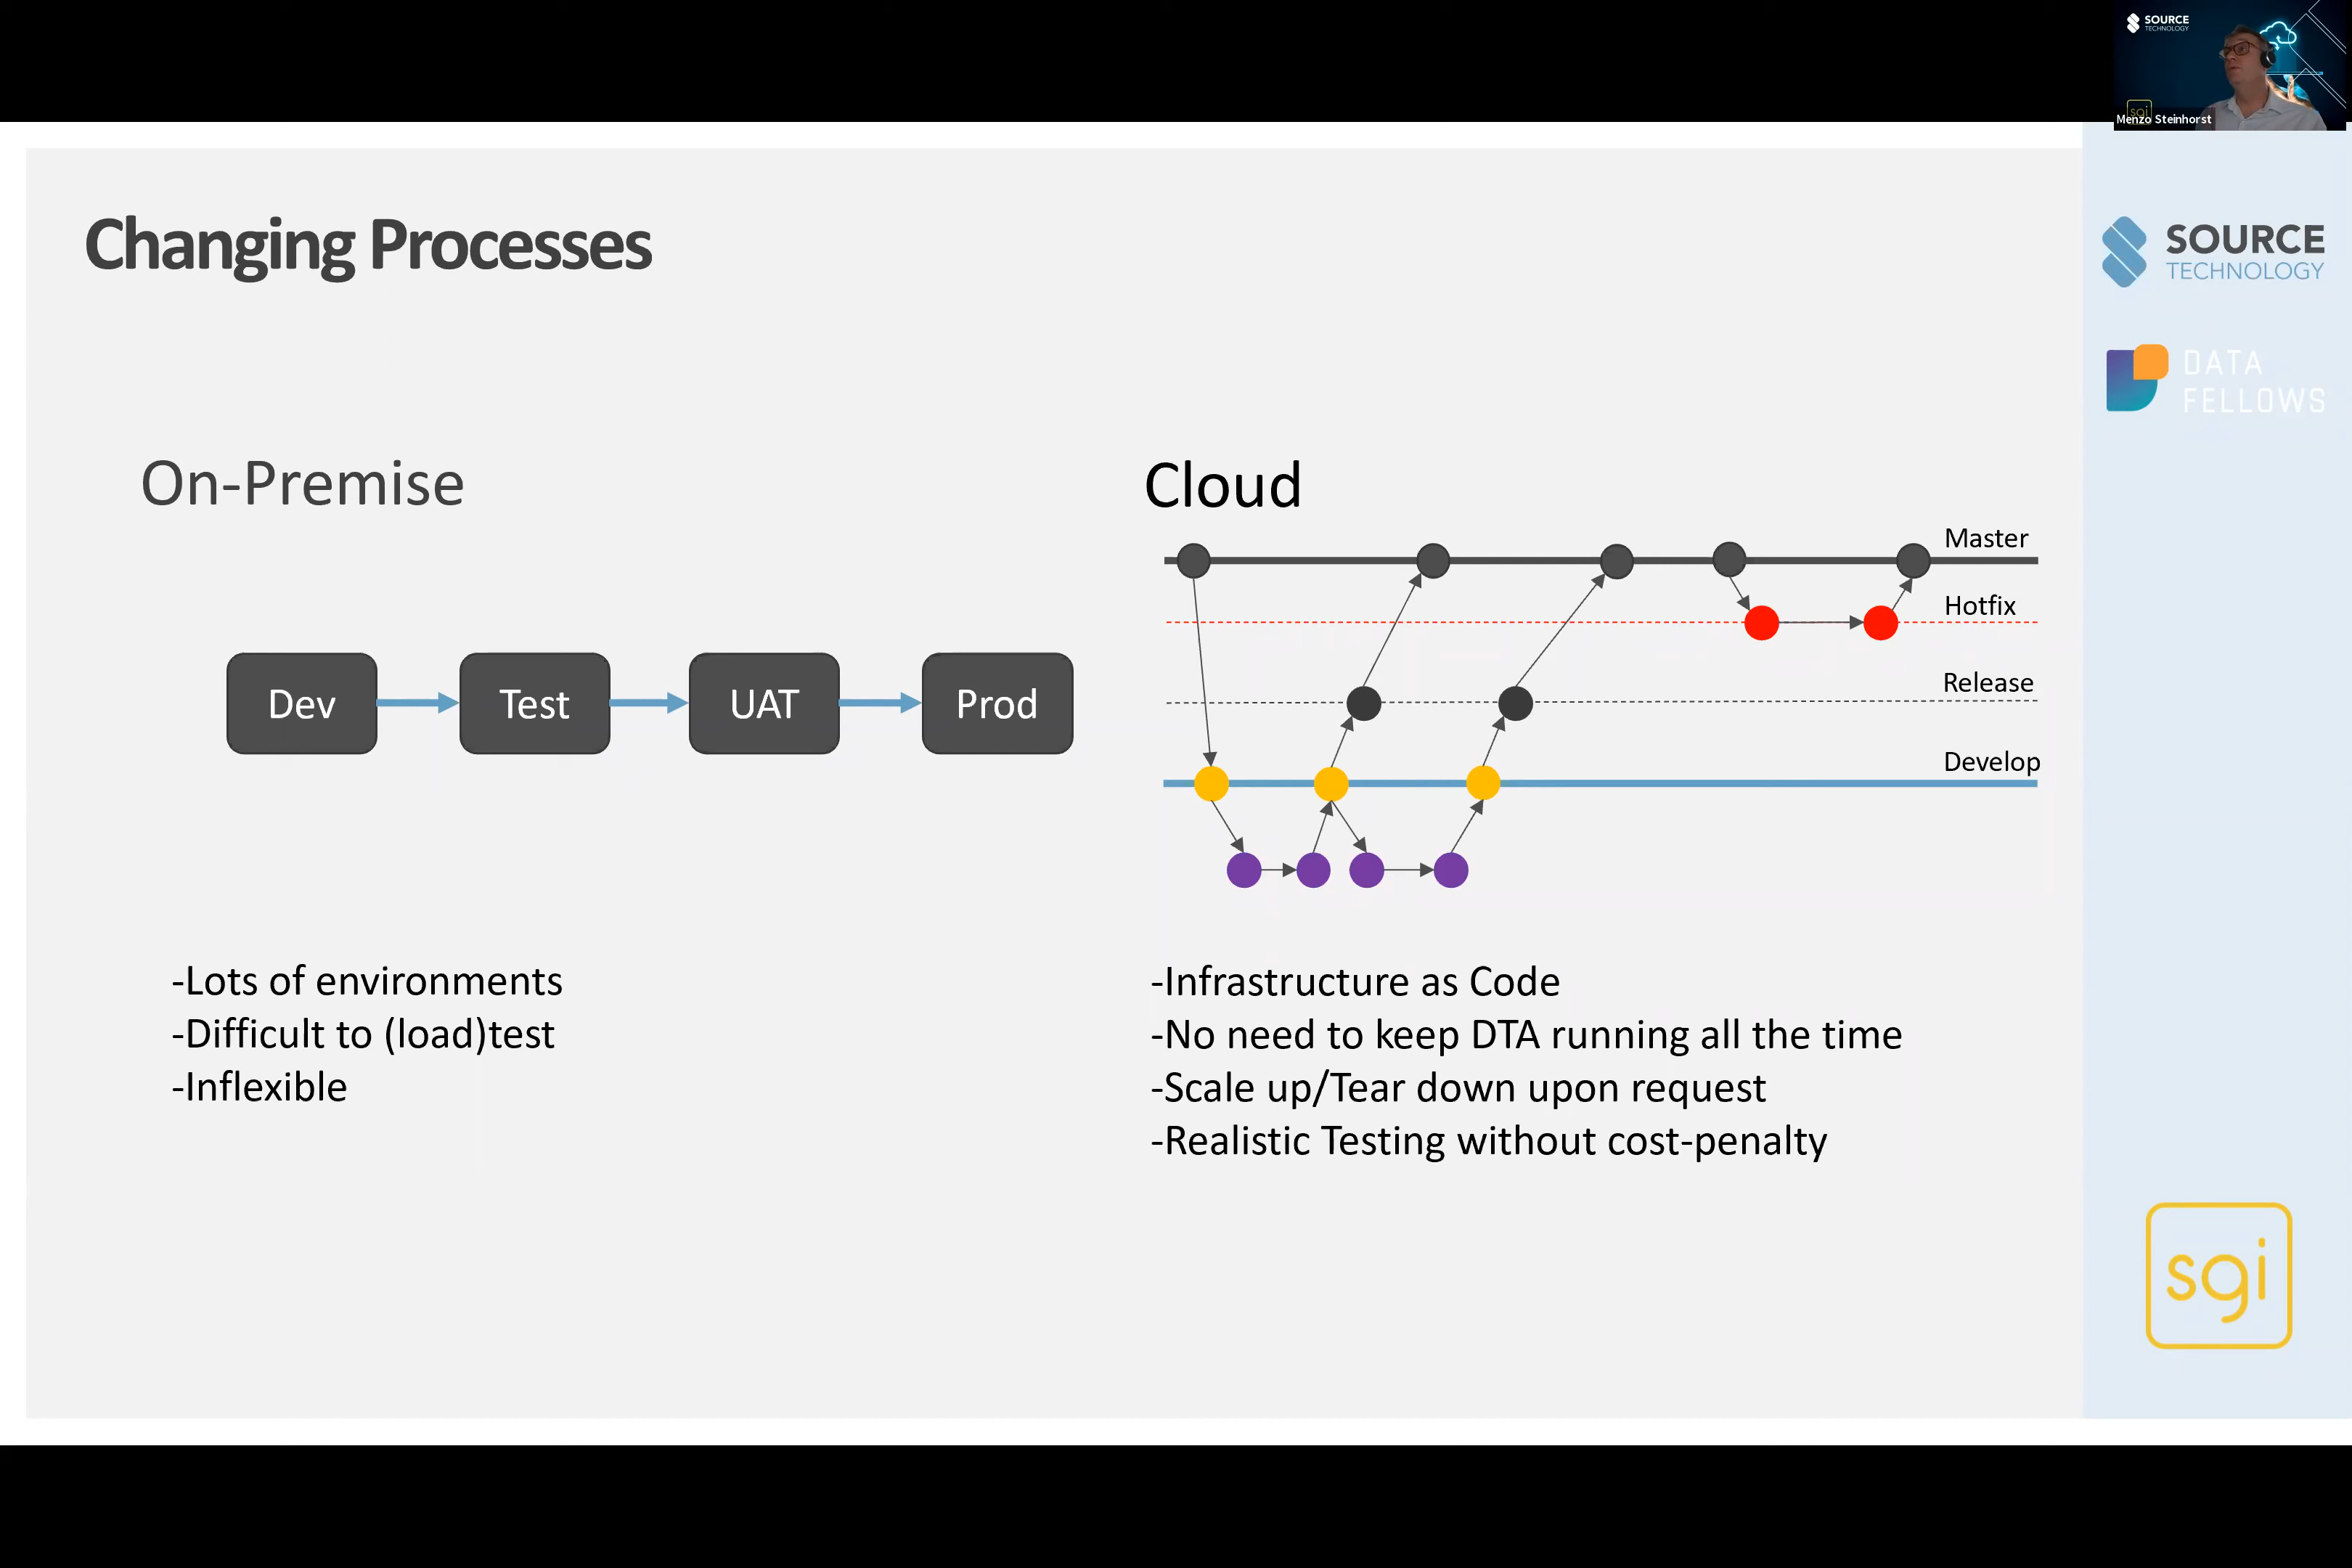 SOURCE
TECHNOLOGY
sgi
Menzo Steinhorst
Changing Processes
SOURCE
TECHNOLOGY
DATA
FELLOWS
On-Premise
Dev
Test
UAT
Prod
-Lots of environments
-Difficult to (load)test
-Inflexible
Cloud
Master
Hotfix
Release
Develop
-Infrastructure as Code
-No need to keep DTA running all the time
-Scale up/Tear down upon request
-Realistic Testing without cost-penalty
sgi